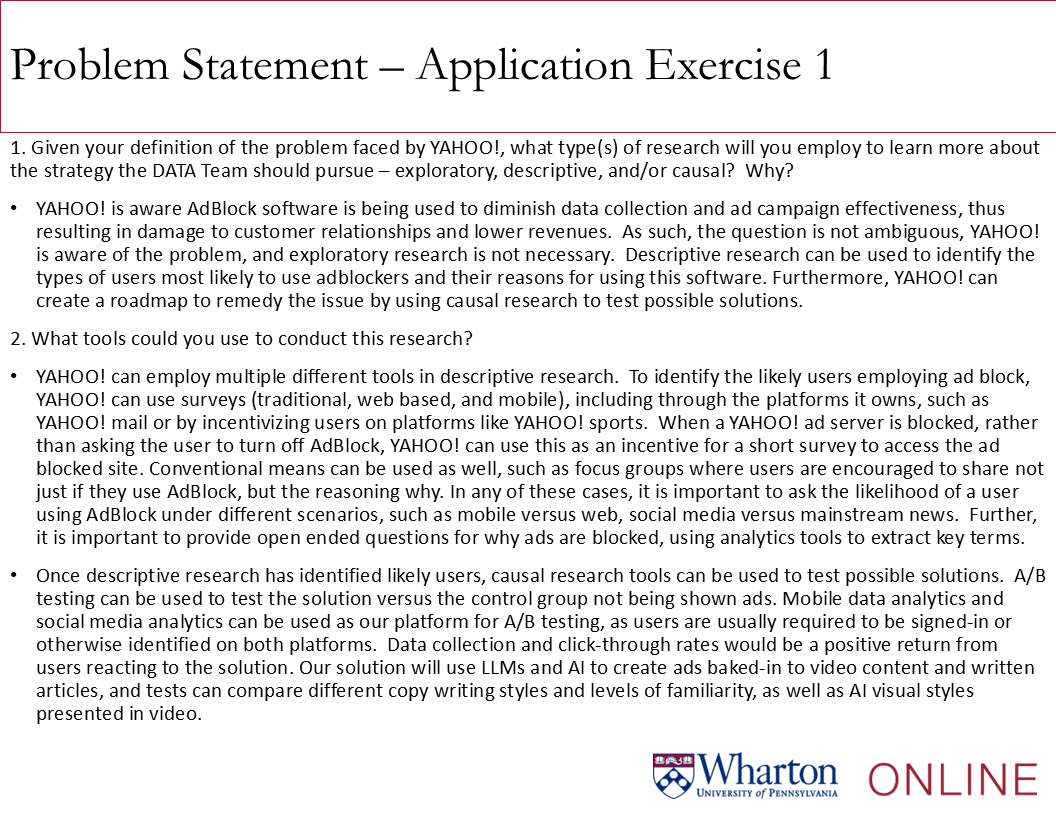 Problem Statement – Application Exercise 1
1. Given your definition of the problem faced by YAHOO!, what type(s) of research will you employ to learn more about
the strategy the DATA Team should pursue – exploratory, descriptive, and/or causal?  Why?
• YAHOO! is aware AdBlock software is being used to diminish data collection and ad campaign effectiveness, thus
resulting in damage to customer relationships and lower revenues.  As such, the question is not ambiguous, YAHOO!
is aware of the problem, and exploratory research is not necessary.  Descriptive research can be used to identify the
types of users most likely to use adblockers and their reasons for using this software. Furthermore, YAHOO! can
create a roadmap to remedy the issue by using causal research to test possible solutions.
2. What tools could you use to conduct this research?
• YAHOO! can employ multiple different tools in descriptive research.  To identify the likely users employing ad block,
YAHOO! can use surveys (traditional, web based, and mobile), including through the platforms it owns, such as
YAHOO! mail or by incentivizing users on platforms like YAHOO! sports.  When a YAHOO! ad server is blocked, rather
than asking the user to turn off AdBlock, YAHOO! can use this as an incentive for a short survey to access the ad
blocked site. Conventional means can be used as well, such as focus groups where users are encouraged to share not
just if they use AdBlock, but the reasoning why. In any of these cases, it is important to ask the likelihood of a user
using AdBlock under different scenarios, such as mobile versus web, social media versus mainstream news.  Further,
it is important to provide open ended questions for why ads are blocked, using analytics tools to extract key terms.
• Once descriptive research has identified likely users, causal research tools can be used to test possible solutions.  A/B
testing can be used to test the solution versus the control group not being shown ads. Mobile data analytics and
social media analytics can be used as our platform for A/B testing, as users are usually required to be signed-in or
otherwise identified on both platforms.  Data collection and click-through rates would be a positive return from
users reacting to the solution. Our solution will use LLMs and AI to create ads baked-in to video content and written
articles, and tests can compare different copy writing styles and levels of familiarity, as well as AI visual styles
presented in video.
Wharton
UNIVERSITY of PENNSYLVANIA
ONLINE